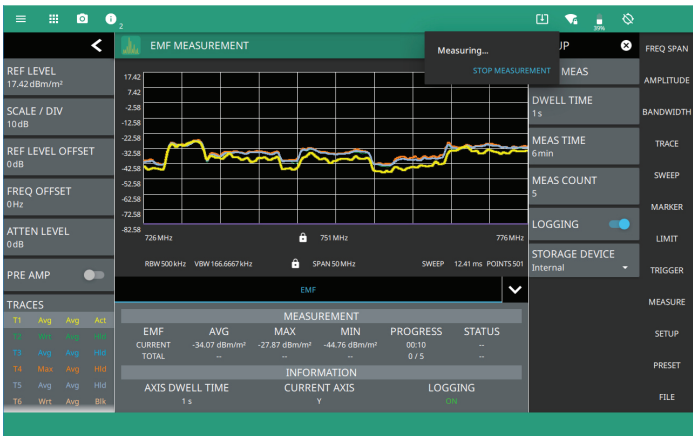 2
39%
EMF MEASUREMENT
Measuring...
STOP MEASUREMENT
UP
MEAS
REF LEVEL
17.42 dBm/m²
SCALE / DIV
10 dB
REF LEVEL OFFSET
0 dB
FREQ OFFSET
0 Hz
ATTEN LEVEL
0 dB
PRE AMP
TRACES
T1 Avg Avg Act
T2 Wrt Avg Hld
T3 Avg Avg Hld
T4 Max Avg Hld
T5 Avg Avg Hld
T6 Wrt Avg Blk
17.42
7.42
-2.58
-12.58
-22.58
-32.58
-42.58
-52.58
-62.58
-72.58
-82.58
726 MHz 751 MHz 776 MHz
RBW 500 kHz VBW 166.6667 kHz SPAN 50 MHz SWEEP 12.41 ms POINTS 501
EMF
MEASUREMENT
EMF AVG MAX MIN PROGRESS STATUS
CURRENT -34.07 dBm/m² -27.87 dBm/m² -44.76 dBm/m² 00:10 --
TOTAL -- -- -- 0 / 5 --
INFORMATION
AXIS DWELL TIME CURRENT AXIS LOGGING
1 s Y ON
DWELL TIME
1 s
MEAS TIME
6 min
MEAS COUNT
5
LOGGING
STORAGE DEVICE
Internal
FREQ SPAN
AMPLITUDE
BANDWIDTH
TRACE
SWEEP
MARKER
LIMIT
TRIGGER
MEASURE
SETUP
PRESET
FILE